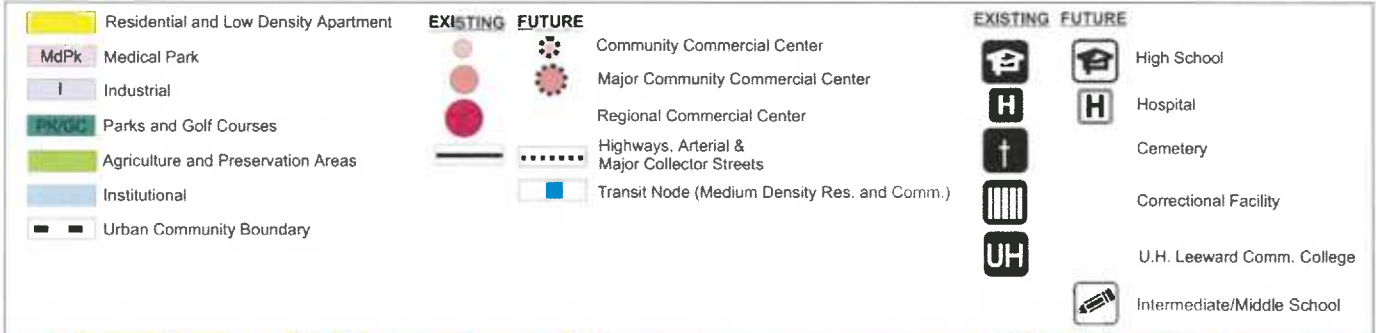 Residential and Low Density Apartment
MdPk Medical Park
I Industrial
PK/GC Parks and Golf Courses
Agriculture and Preservation Areas
Institutional
Urban Community Boundary
EXISTING FUTURE
Community Commercial Center
Major Community Commercial Center
Regional Commercial Center
Highways, Arterial &
Major Collector Streets
Transit Node (Medium Density Res. and Comm.)
EXISTING FUTURE
High School
H H Hospital
Cemetery
Correctional Facility
UH U.H. Leeward Comm. College
Intermediate/Middle School